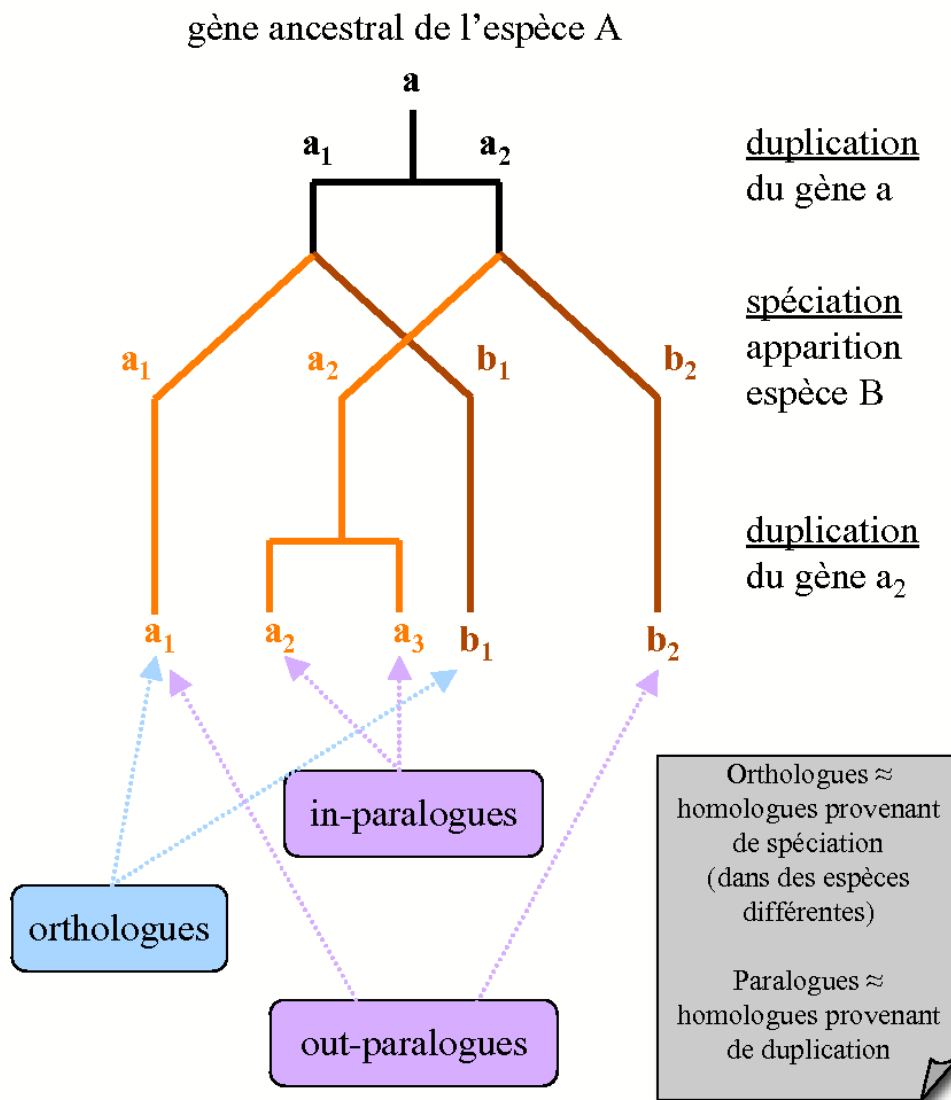 gène ancestral de l’espèce A
a
a₁ a₂
duplication
du gène a
spéciation
apparition
espèce B
a₁ a₂ b₁ b₂
duplication
du gène a₂
a₁ a₂ a₃ b₁ b₂
in-paralogues
orthologues
out-paralogues
Orthologues ≈
homologues provenant
de spéciation
(dans des espèces
différentes)
Paralogues ≈
homologues provenant
de duplication